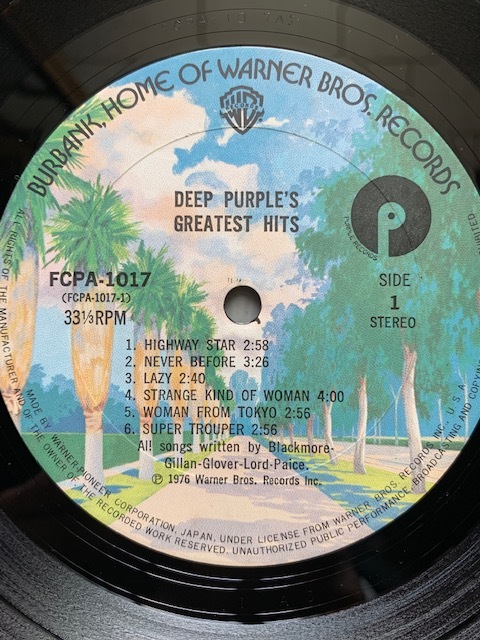 BURBANK, HOME OF WARNER BROS. RECORDS
DEEP PURPLE'S
GREATEST HITS
PURPLE RECORDS
FCPA-1017
(FCPA-1017-1)
33⅓RPM
SIDE
1
STEREO
1. HIGHWAY STAR 2:58
2. NEVER BEFORE 3:26
3. LAZY 2:40
4. STRANGE KIND OF WOMAN 4:00
5. WOMAN FROM TOKYO 2:56
6. SUPER TROUPER 2:56
All songs written by Blackmore-
Gillan-Glover-Lord-Paice.
Ⓟ 1976 Warner Bros. Records Inc.
MADE BY WARNER-PIONEER CORPORATION, JAPAN, UNDER LICENSE FROM WARNER BROS RECORDS INC., U.S.A.
ALL RIGHTS OF THE MANUFACTURER AND OF THE OWNER OF THE RECORDED WORK RESERVED. UNAUTHORIZED PUBLIC PERFORMANCE, BROADCASTING AND COPYING